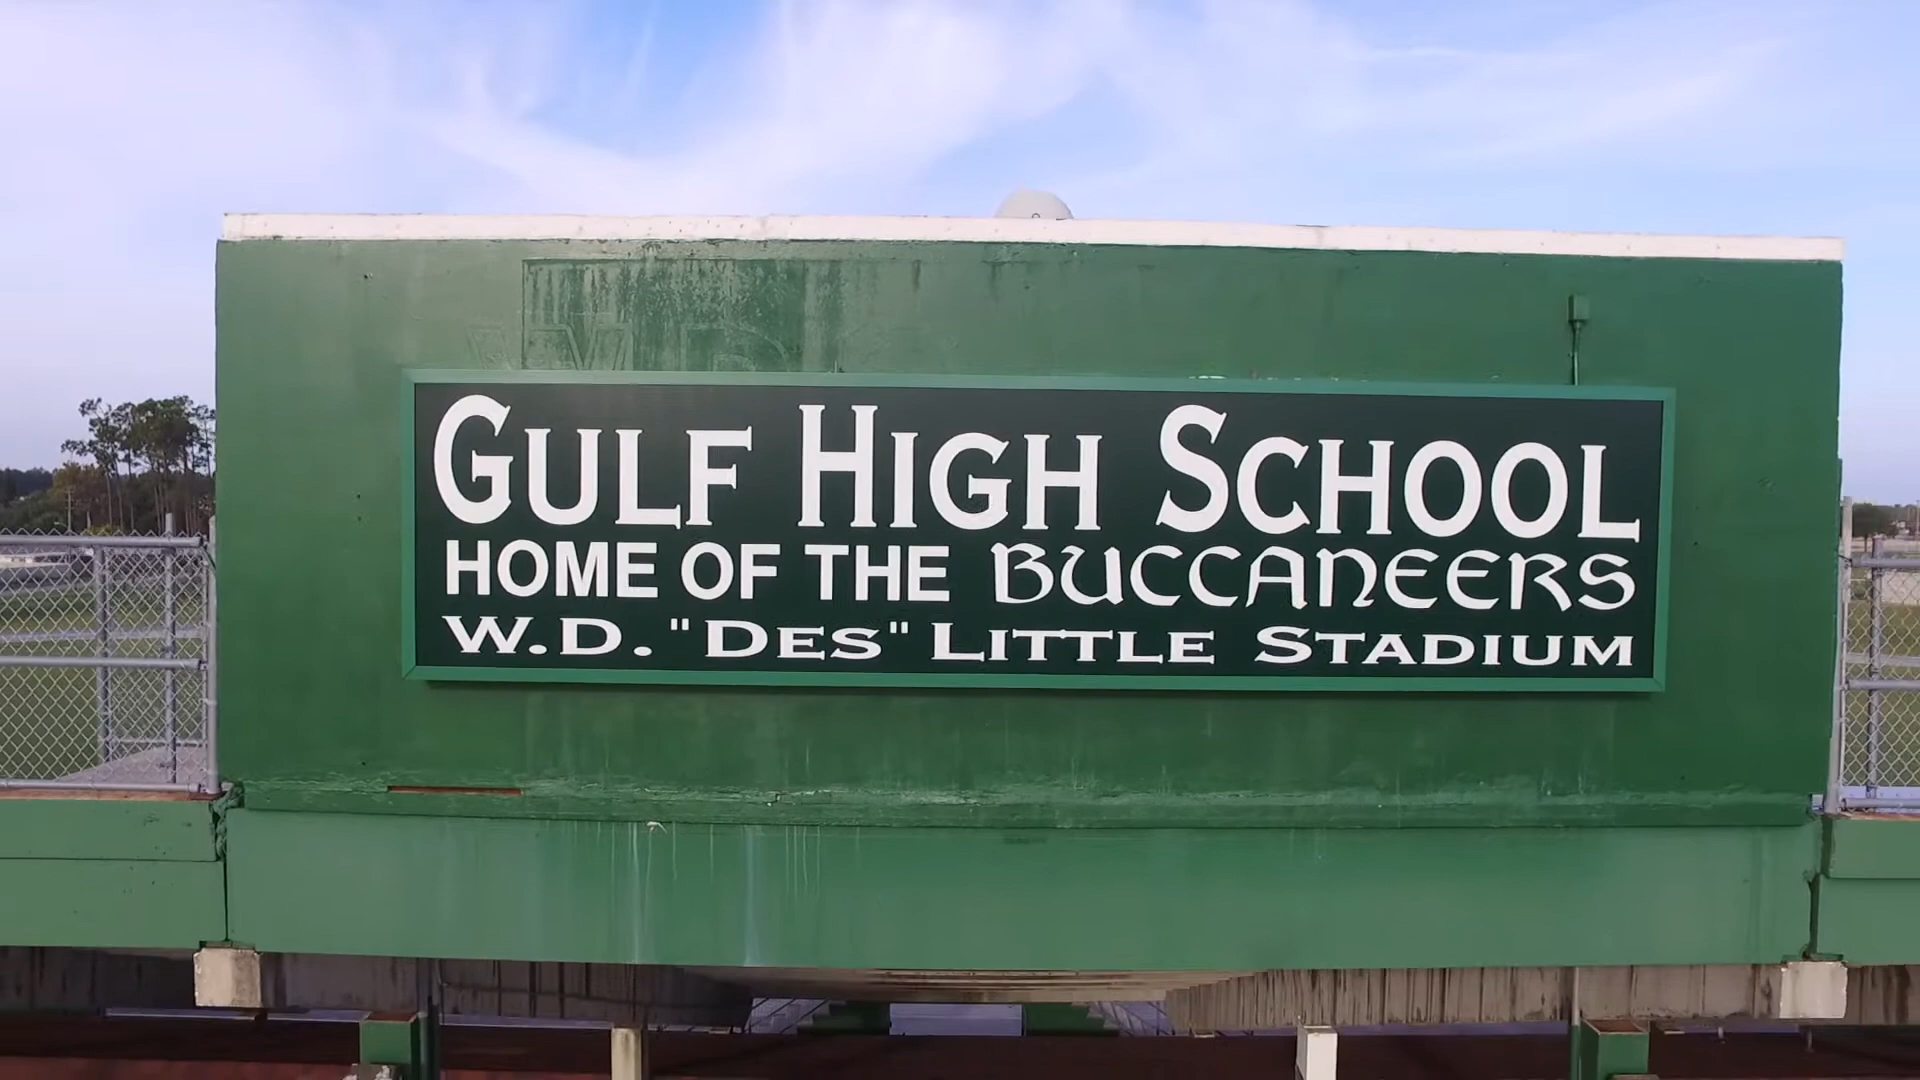 GULF HIGH SCHOOL
HOME OF THE BUCCANEERS
W.D. "DES" LITTLE STADIUM